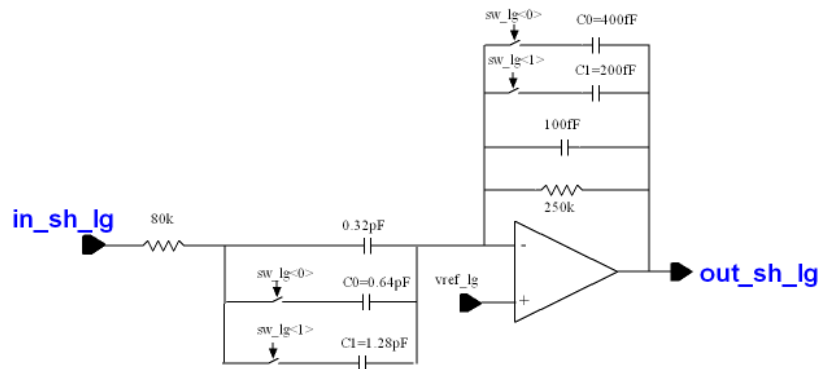 sw_lg<0>
C0=400fF
sw_lg<1>
C1=200fF
100fF
250k
in_sh_lg
80k
0.32pF
sw_lg<0>
C0=0.64pF
sw_lg<1>
C1=1.28pF
-
vref_lg
+
out_sh_lg